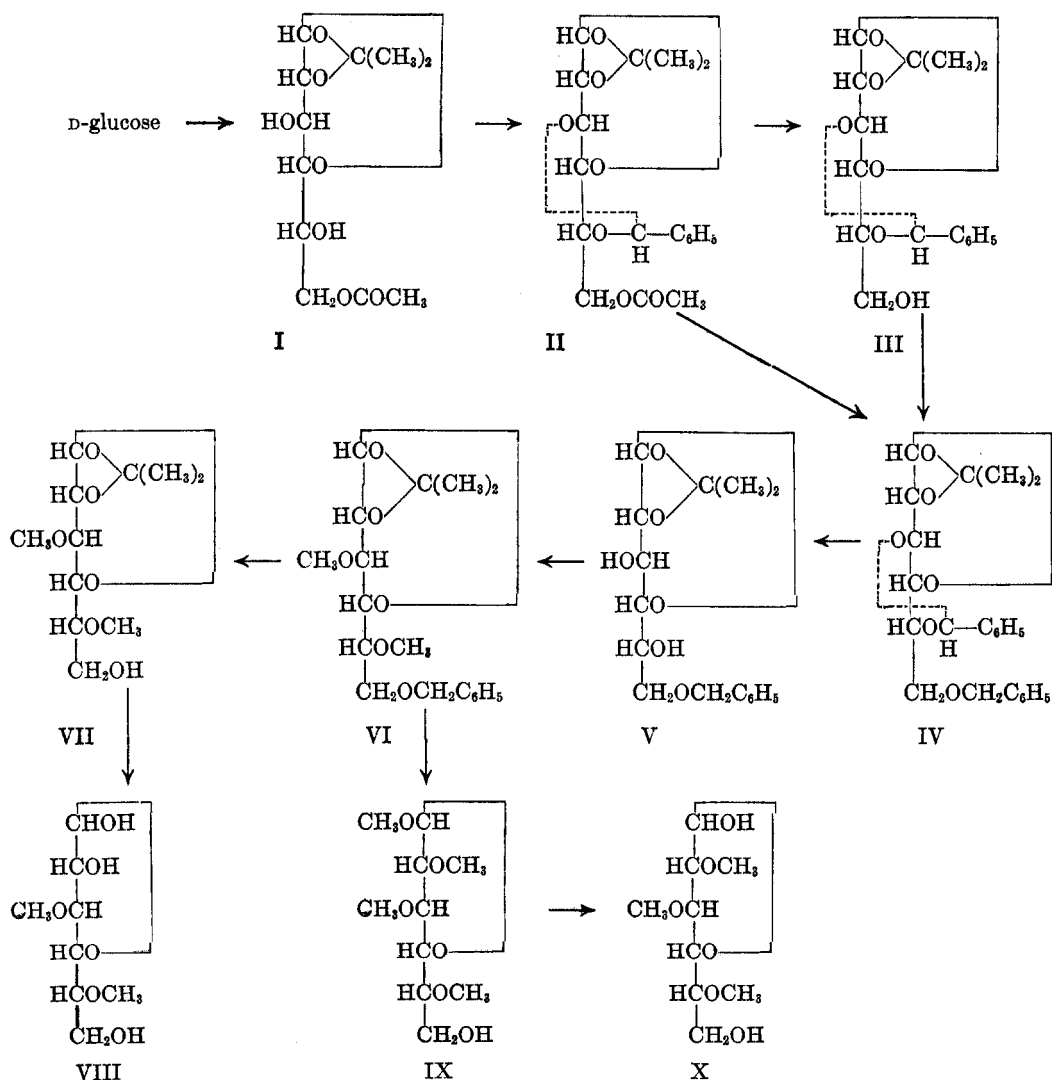 D-glucose
HCO
HCO
C(CH₃)₂
HOCH
HCO
HCOH
CH₂OCOCH₃
I
HCO
HCO
C(CH₃)₂
OCH
HCO
HCO—C—C₆H₅
H
CH₂OCOCH₃
II
HCO
HCO
C(CH₃)₂
OCH
HCO
HCO—C—C₆H₅
H
CH₂OH
III
HCO
HCO
C(CH₃)₂
CH₃OCH
HCO
HCOCH₃
CH₂OH
VII
HCO
HCO
C(CH₃)₂
CH₃OCH
HCO
HCOCH₃
CH₂OCH₂C₆H₅
VI
HCO
HCO
C(CH₃)₂
HOCH
HCO
HCOH
CH₂OCH₂C₆H₅
V
HCO
HCO
C(CH₃)₂
OCH
HCO
HCOC—C₆H₅
H
CH₂OCH₂C₆H₅
IV
CHOH
HCOH
CH₃OCH
HCO
HCOCH₃
CH₂OH
VIII
CH₃OCH
HCOCH₃
CH₃OCH
HCO
HCOCH₃
CH₂OH
IX
CHOH
HCOCH₃
CH₃OCH
HCO
HCOCH₃
CH₂OH
X